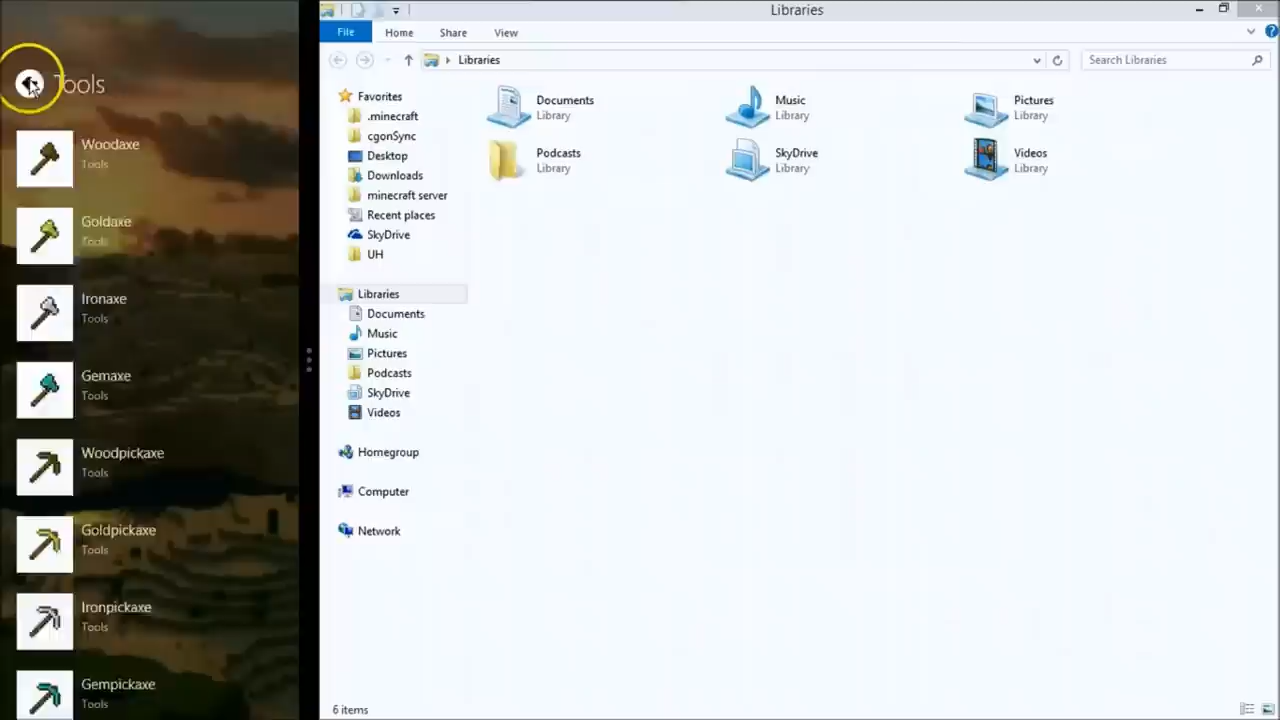 Tools
Woodaxe
Tools
Goldaxe
Tools
Ironaxe
Tools
Gemaxe
Tools
Woodpickaxe
Tools
Goldpickaxe
Tools
Ironpickaxe
Tools
Gempickaxe
Tools
Libraries
File Home Share View
Libraries
Search Libraries
Favorites
.minecraft
cgonSync
Desktop
Downloads
minecraft server
Recent places
SkyDrive
UH
Libraries
Documents
Music
Pictures
Podcasts
SkyDrive
Videos
Homegroup
Computer
Network
Documents
Library
Music
Library
Pictures
Library
Podcasts
Library
SkyDrive
Library
Videos
Library
6 items